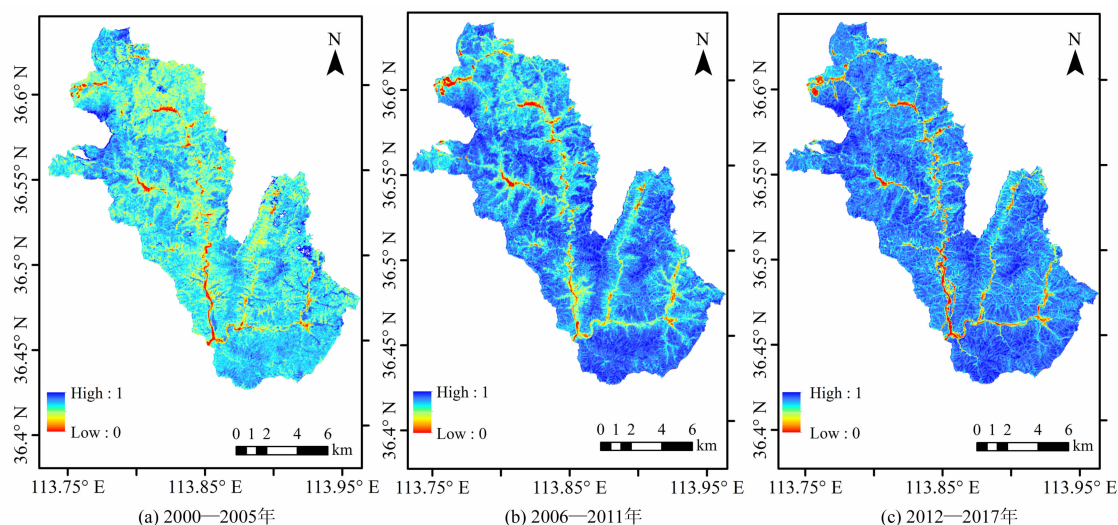 N
N
N
36.6° N
36.55° N
36.5° N
36.45° N
36.4° N
High : 1
Low : 0
0 1 2 4 6
km
113.75° E
113.85° E
113.95° E
(a) 2000—2005年
36.6° N
36.55° N
36.5° N
36.45° N
36.4° N
High : 1
Low : 0
0 1 2 4 6
km
113.75° E
113.85° E
113.95° E
(b) 2006—2011年
36.6° N
36.55° N
36.5° N
36.45° N
36.4° N
High : 1
Low : 0
0 1 2 4 6
km
113.75° E
113.85° E
113.95° E
(c) 2012—2017年